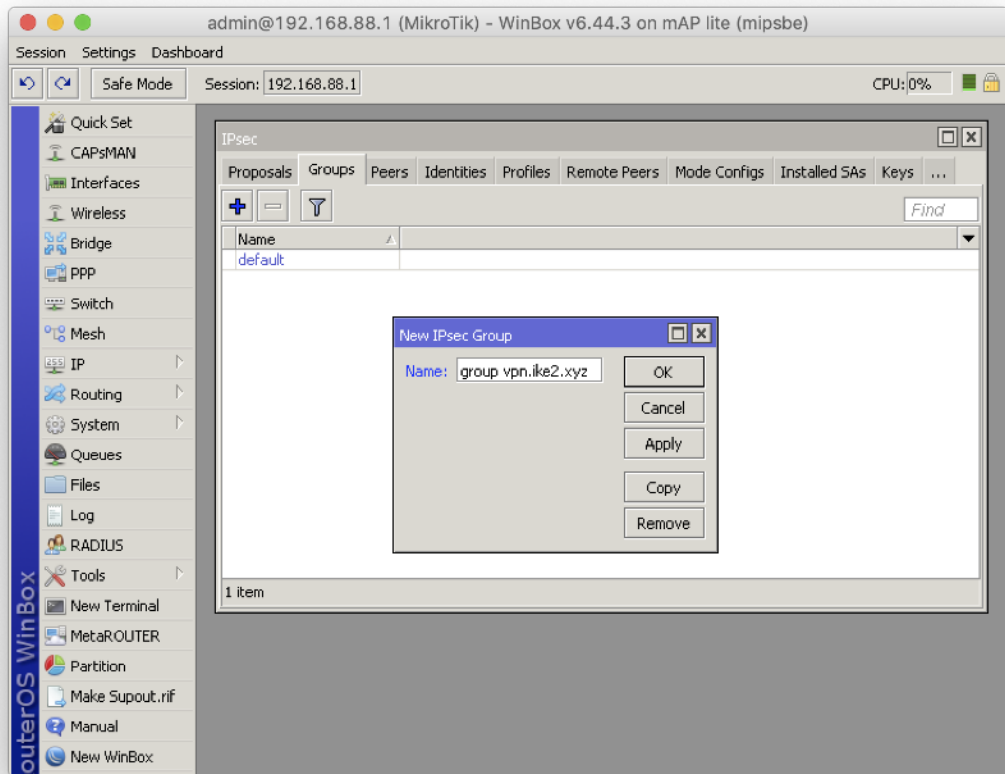 admin@192.168.88.1 (MikroTik) - WinBox v6.44.3 on mAP lite (mipsbe)
Session Settings Dashboard
Safe Mode Session: 192.168.88.1 CPU: 0%
Quick Set
CAPsMAN
Interfaces
Wireless
Bridge
PPP
Switch
Mesh
IP
Routing
System
Queues
Files
Log
RADIUS
Tools
New Terminal
MetaROUTER
Partition
Make Supout.rif
Manual
New WinBox
outerOS WinBox
IPsec
Proposals Groups Peers Identities Profiles Remote Peers Mode Configs Installed SAs Keys ...
Find
Name
default
New IPsec Group
Name: group vpn.ike2.xyz
OK
Cancel
Apply
Copy
Remove
1 item